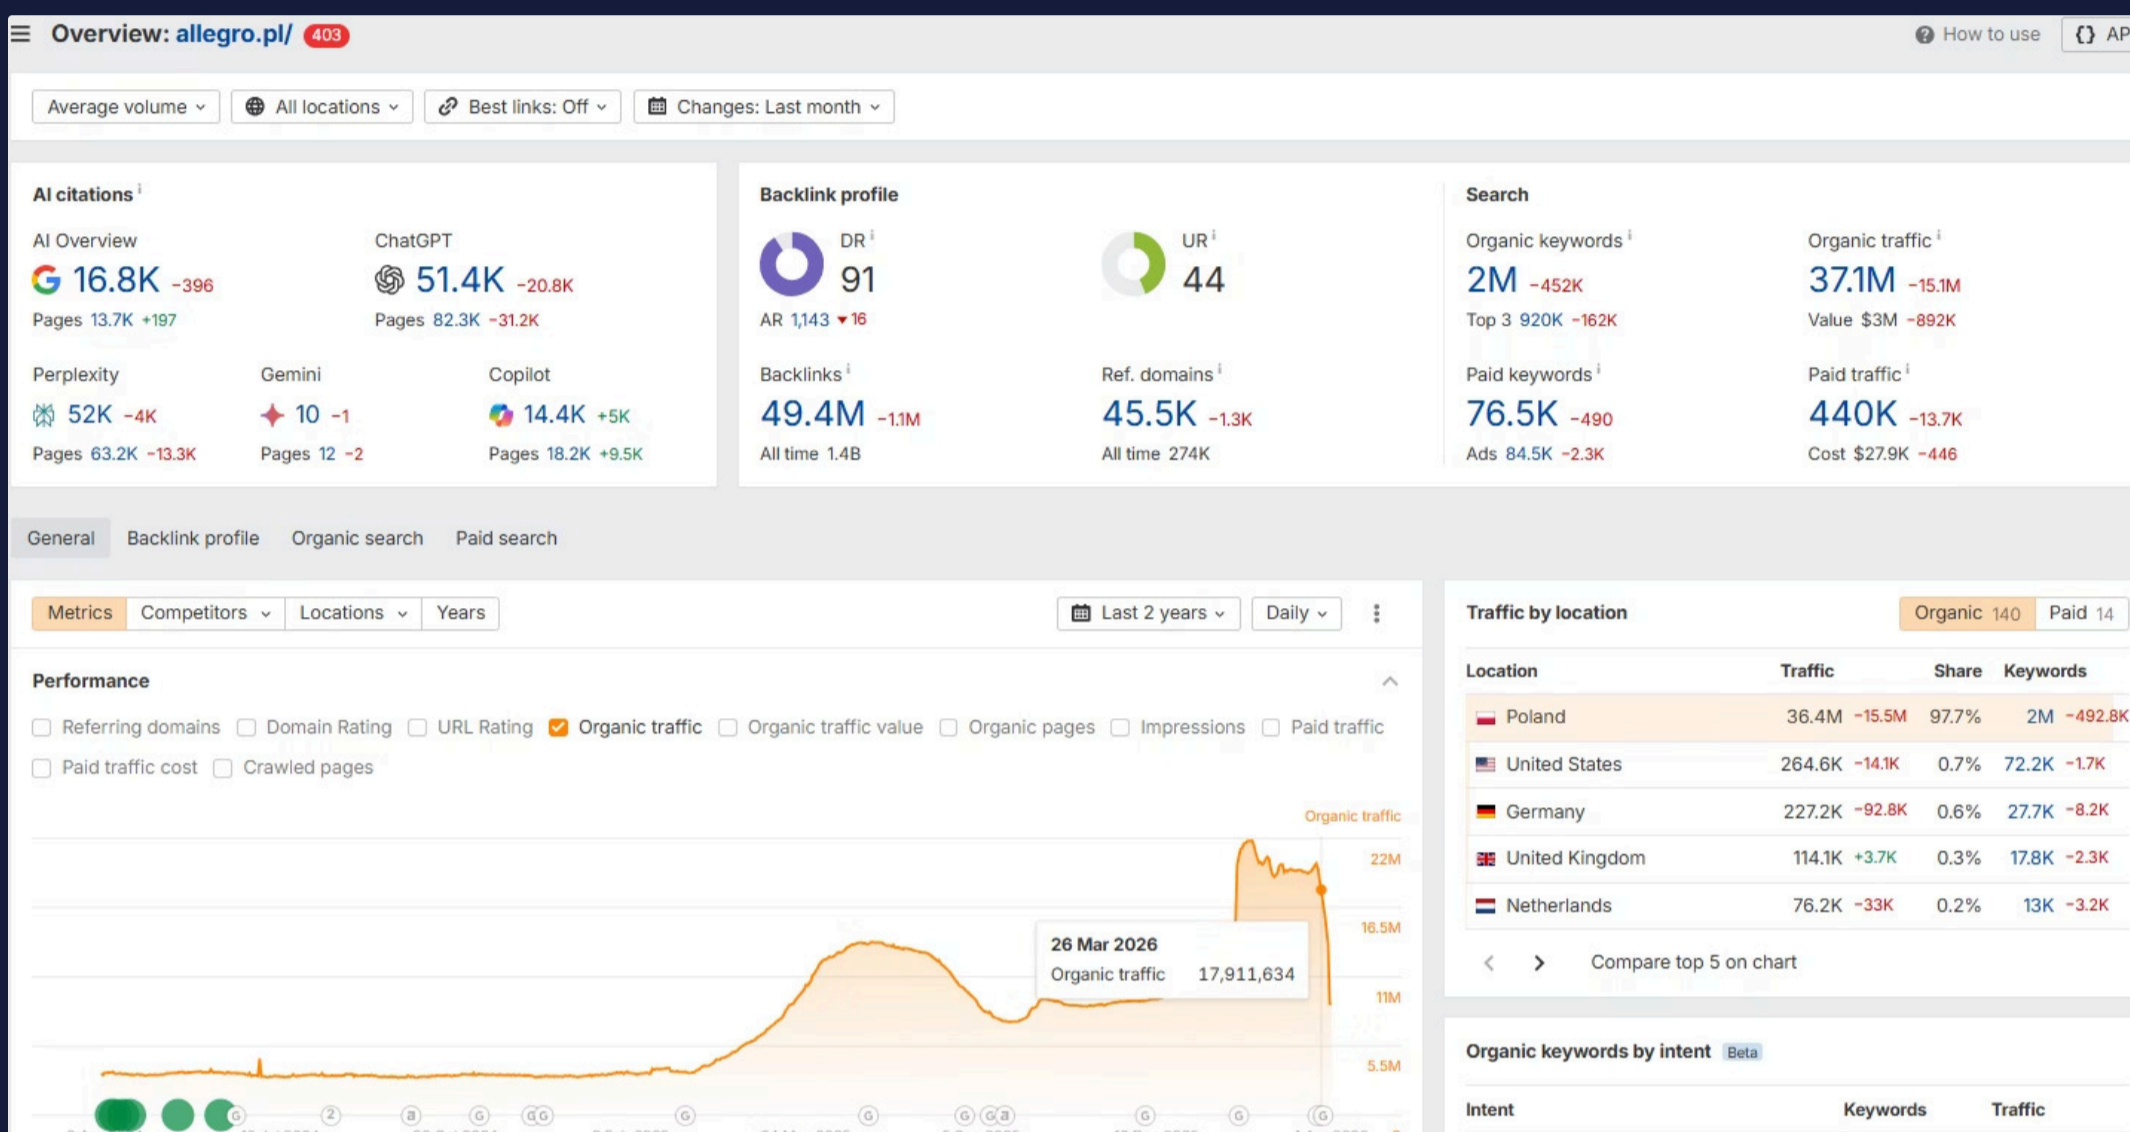 Overview: allegro.pl/ 403
How to use
{} AP
Average volume
All locations
Best links: Off
Changes: Last month
AI citations
AI Overview
16.8K -396
Pages 13.7K +197
ChatGPT
51.4K -20.8K
Pages 82.3K -31.2K
Perplexity
52K -4K
Pages 63.2K -13.3K
Gemini
10 -1
Pages 12 -2
Copilot
14.4K +5K
Pages 18.2K +9.5K
Backlink profile
DR
91
AR 1,143 ▼16
UR
44
Backlinks
49.4M -1.1M
All time 1.4B
Ref. domains
45.5K -1.3K
All time 274K
Search
Organic keywords
2M -452K
Top 3 920K -162K
Organic traffic
37.1M -15.1M
Value $3M -892K
Paid keywords
76.5K -490
Ads 84.5K -2.3K
Paid traffic
440K -13.7K
Cost $27.9K -446
General Backlink profile Organic search Paid search
Metrics Competitors Locations Years
Last 2 years
Daily
Performance
Referring domains Domain Rating URL Rating Organic traffic Organic traffic value Organic pages Impressions Paid traffic
Paid traffic cost Crawled pages
Organic traffic
22M
16.5M
11M
5.5M
26 Mar 2026
Organic traffic 17,911,634
Traffic by location
Organic 140 Paid 14
Location Traffic Share Keywords
Poland 36.4M -15.5M 97.7% 2M -492.8K
United States 264.6K -14.1K 0.7% 72.2K -1.7K
Germany 227.2K -92.8K 0.6% 27.7K -8.2K
United Kingdom 114.1K +3.7K 0.3% 17.8K -2.3K
Netherlands 76.2K -33K 0.2% 13K -3.2K
Compare top 5 on chart
Organic keywords by intent Beta
Intent Keywords Traffic